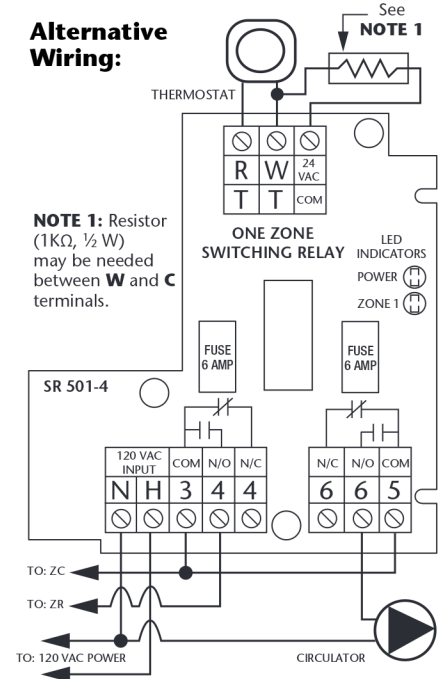 Alternative
Wiring:
See
NOTE 1
THERMOSTAT
R W 24
VAC
T T COM
NOTE 1: Resistor
(1KΩ, ½ W)
may be needed
between W and C
terminals.
ONE ZONE
SWITCHING RELAY
LED
INDICATORS
POWER
ZONE 1
FUSE
6 AMP
FUSE
6 AMP
SR 501-4
120 VAC
INPUT
COM N/O N/C
N H 3 4 4
N/C N/O COM
6 6 5
TO: ZC
TO: ZR
TO: 120 VAC POWER
CIRCULATOR